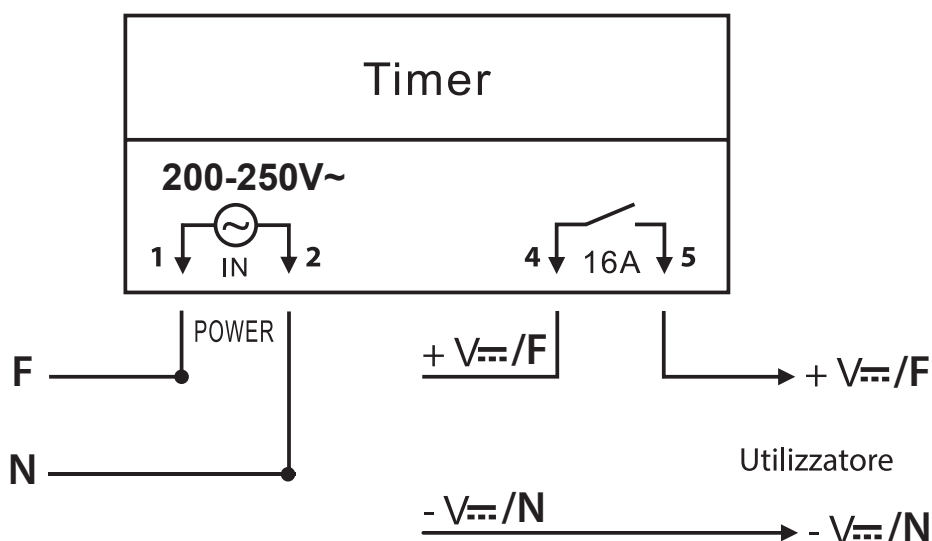 Timer
200-250V~
1 ~ 2 4 16A 5
IN
POWER
F + V⎓/F + V⎓/F
N Utilizzatore
- V⎓/N - V⎓/N